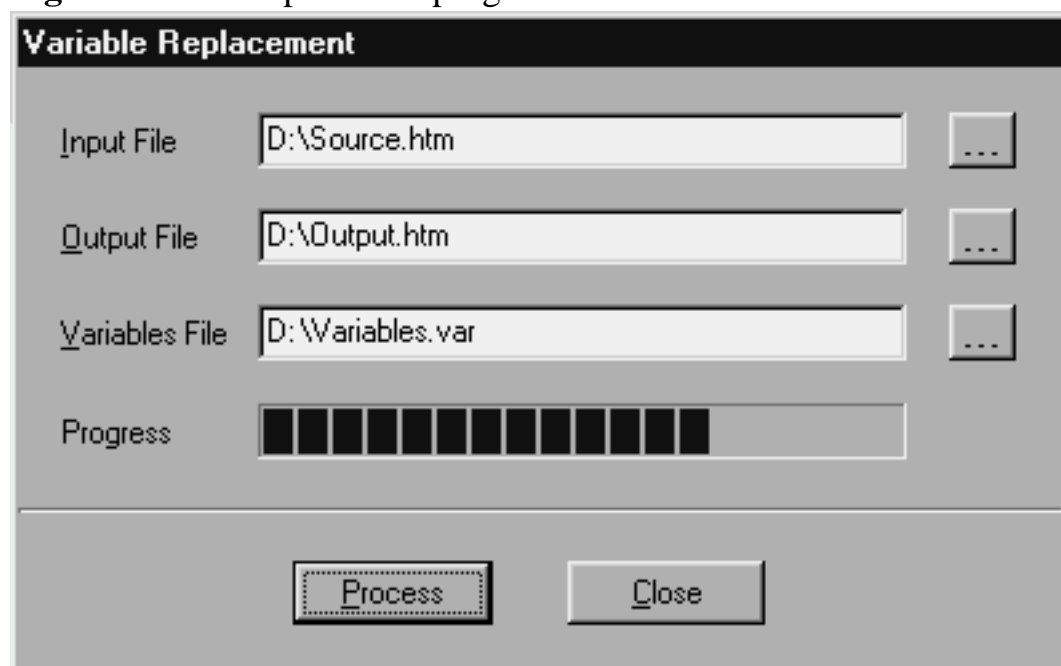 Variable Replacement
Input File D:\Source.htm ...
Output File D:\Output.htm ...
Variables File D:\Variables.var ...
Progress
Process Close